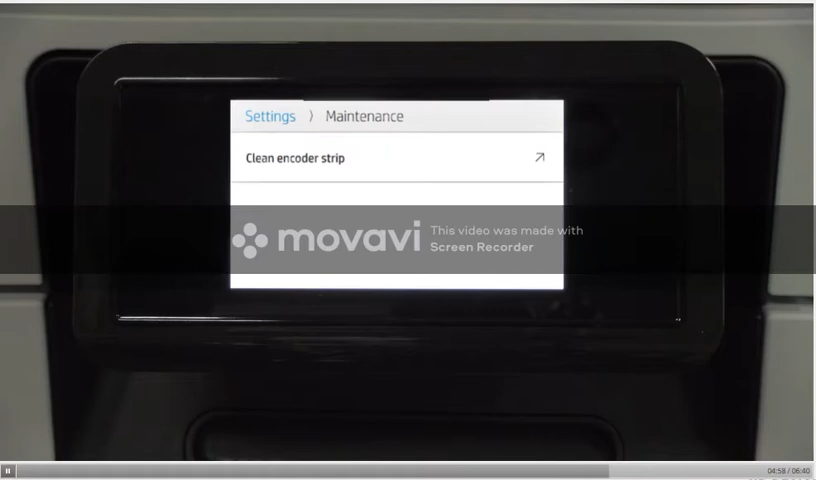 Settings 〉 Maintenance
Clean encoder strip
movavi
This video was made with
Screen Recorder
04:58 / 06:40